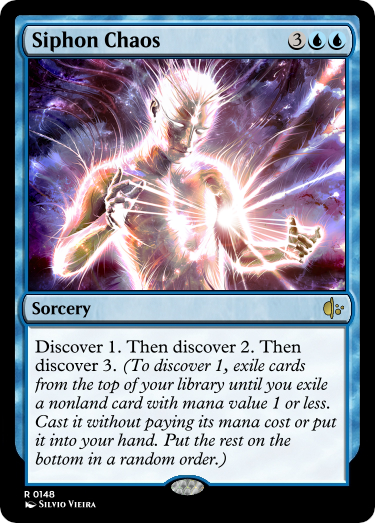 Siphon Chaos 3
Sorcery
Discover 1. Then discover 2. Then
discover 3. (To discover 1, exile cards
from the top of your library until you exile
a nonland card with mana value 1 or less.
Cast it without paying its mana cost or put
it into your hand. Put the rest on the
bottom in a random order.)
R 0148
Silvio Vieira